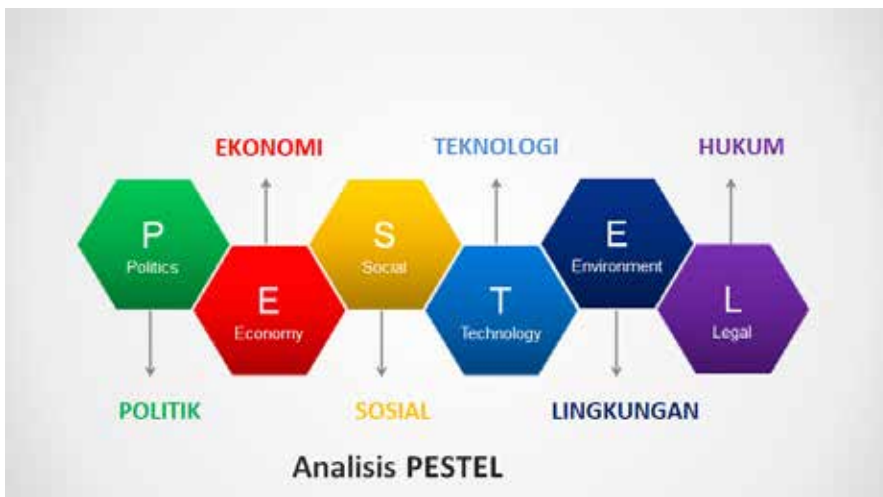 EKONOMI
TEKNOLOGI
HUKUM
P
Politics
E
Economy
S
Social
T
Technology
E
Environment
L
Legal
POLITIK
SOSIAL
LINGKUNGAN
Analisis PESTEL